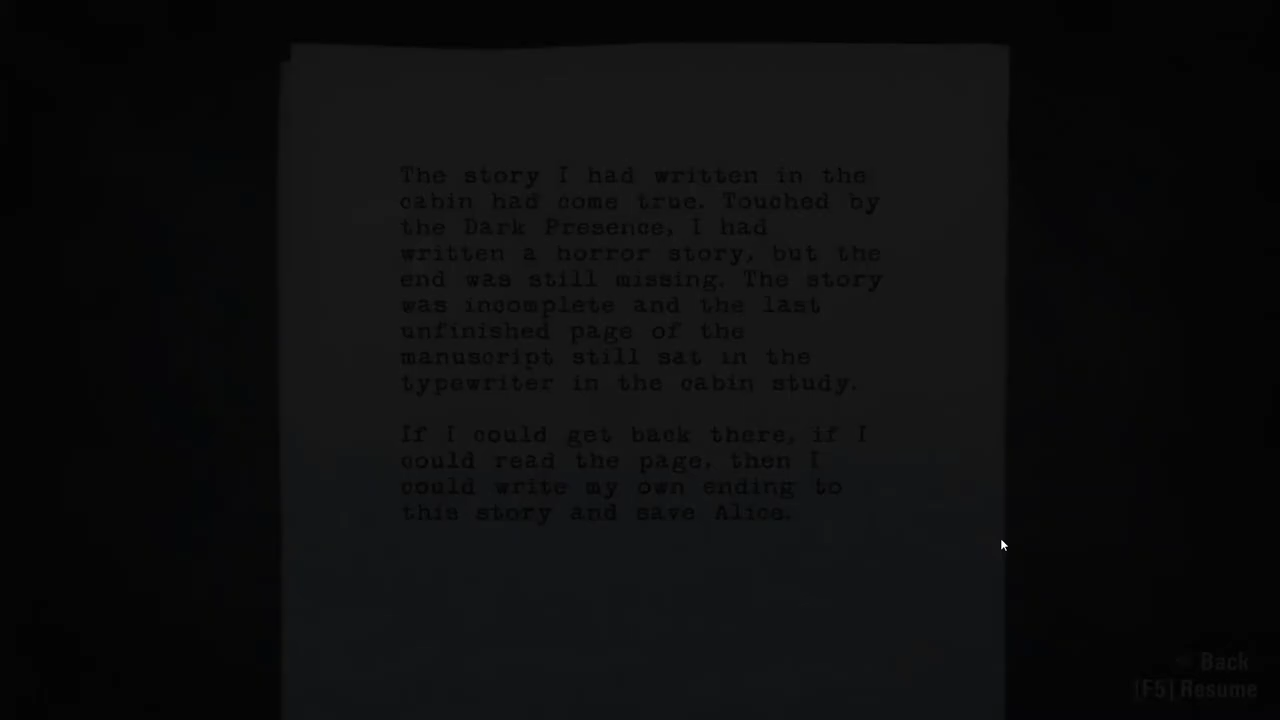 The story I had written in the
cabin had come true. Touched by
the Dark Presence, I had
written a horror story, but the
end was still missing. The story
was incomplete and the last
unfinished page of the
manuscript still sat in the
typewriter in the cabin study.
If I could get back there, if I
could read the page, then I
could write my own ending to
this story and save Alice.
Back
[F5] Resume